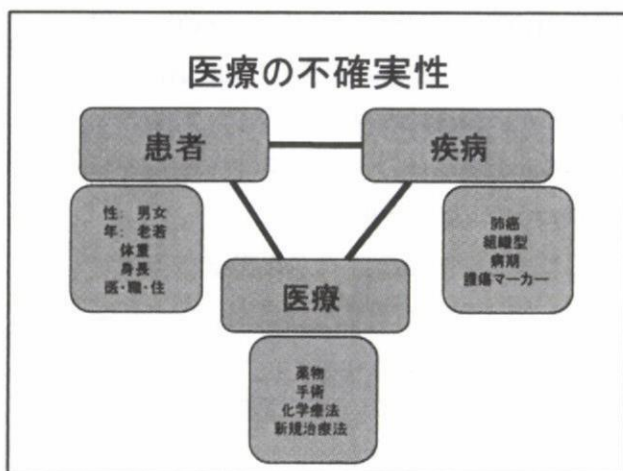 医療の不確実性
患者
疾病
性: 男女
年: 老若
体重
身長
医・職・住
肺癌
組織型
病期
腫瘍マーカー
医療
薬物
手術
化学療法
新規治療法